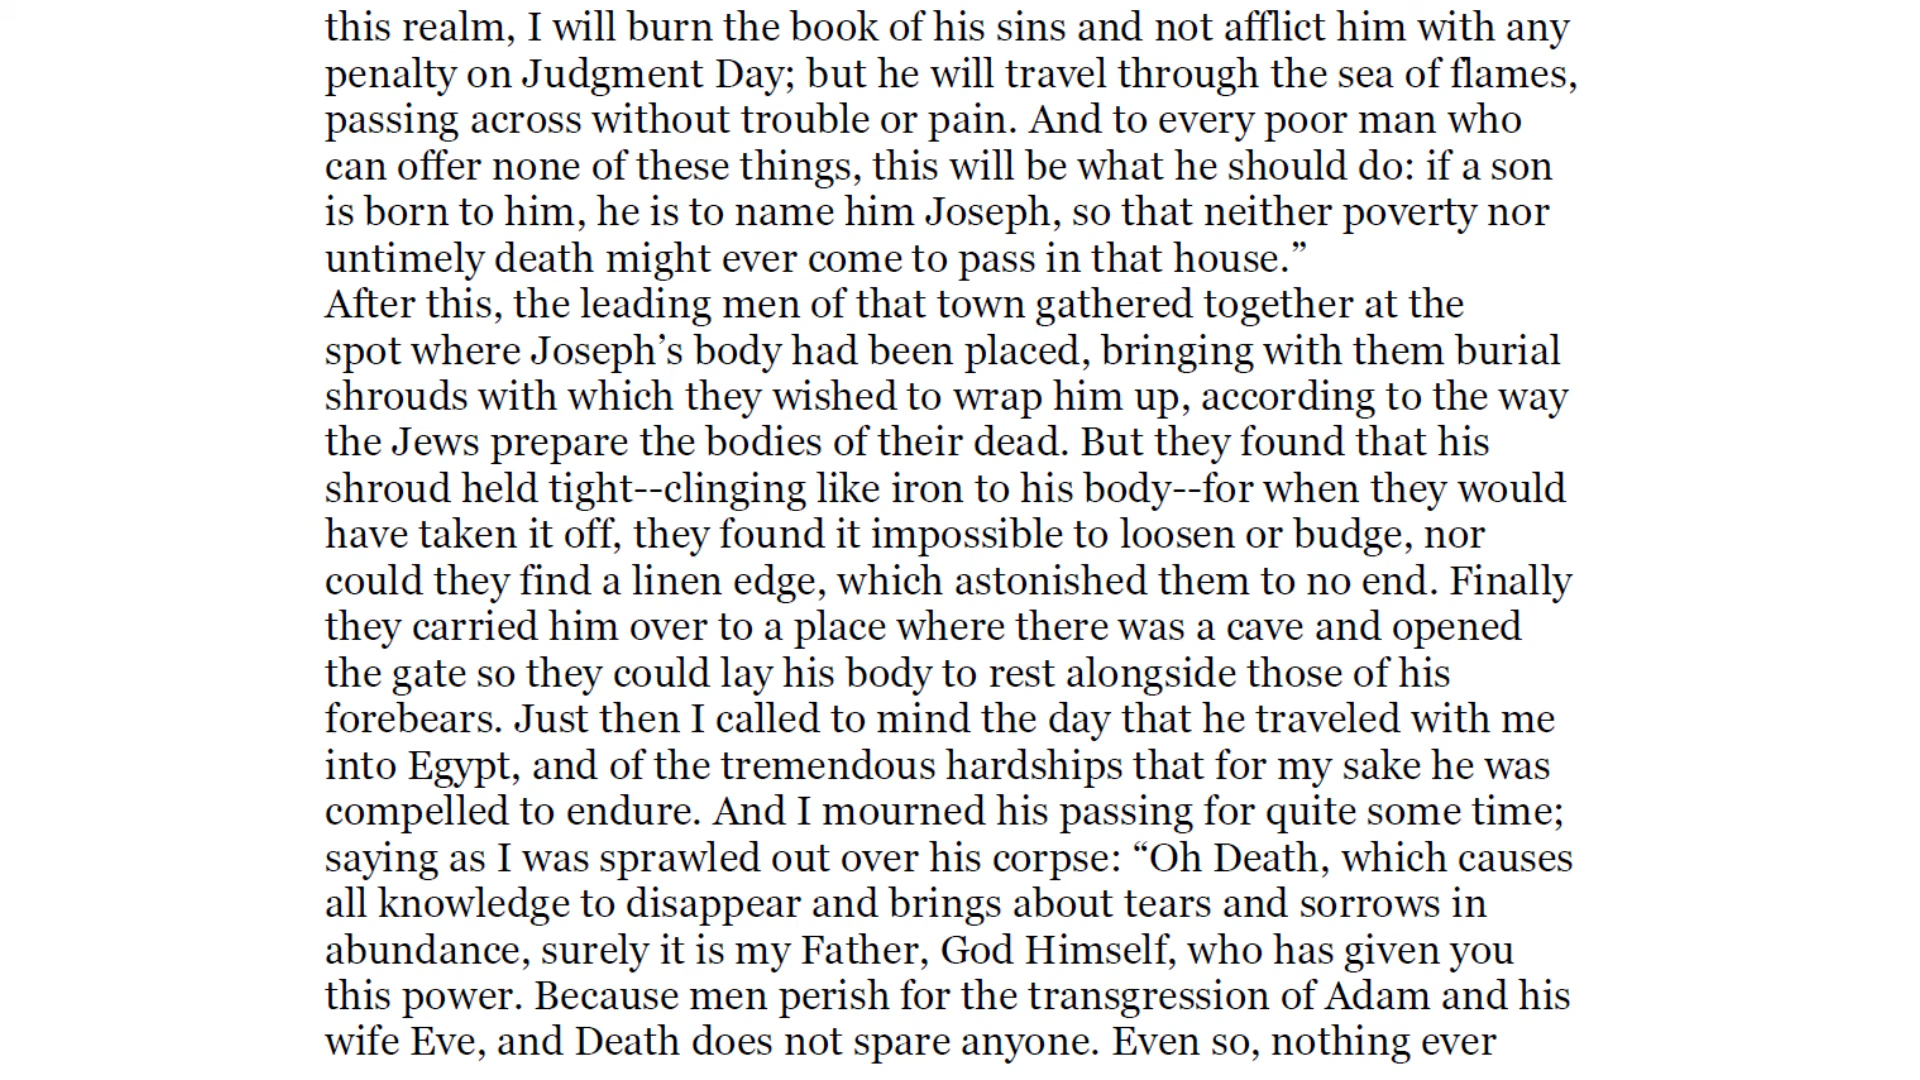 this realm, I will burn the book of his sins and not afflict him with any
penalty on Judgment Day; but he will travel through the sea of flames,
passing across without trouble or pain. And to every poor man who
can offer none of these things, this will be what he should do: if a son
is born to him, he is to name him Joseph, so that neither poverty nor
untimely death might ever come to pass in that house.”
After this, the leading men of that town gathered together at the
spot where Joseph’s body had been placed, bringing with them burial
shrouds with which they wished to wrap him up, according to the way
the Jews prepare the bodies of their dead. But they found that his
shroud held tight--clinging like iron to his body--for when they would
have taken it off, they found it impossible to loosen or budge, nor
could they find a linen edge, which astonished them to no end. Finally
they carried him over to a place where there was a cave and opened
the gate so they could lay his body to rest alongside those of his
forebears. Just then I called to mind the day that he traveled with me
into Egypt, and of the tremendous hardships that for my sake he was
compelled to endure. And I mourned his passing for quite some time;
saying as I was sprawled out over his corpse: “Oh Death, which causes
all knowledge to disappear and brings about tears and sorrows in
abundance, surely it is my Father, God Himself, who has given you
this power. Because men perish for the transgression of Adam and his
wife Eve, and Death does not spare anyone. Even so, nothing ever